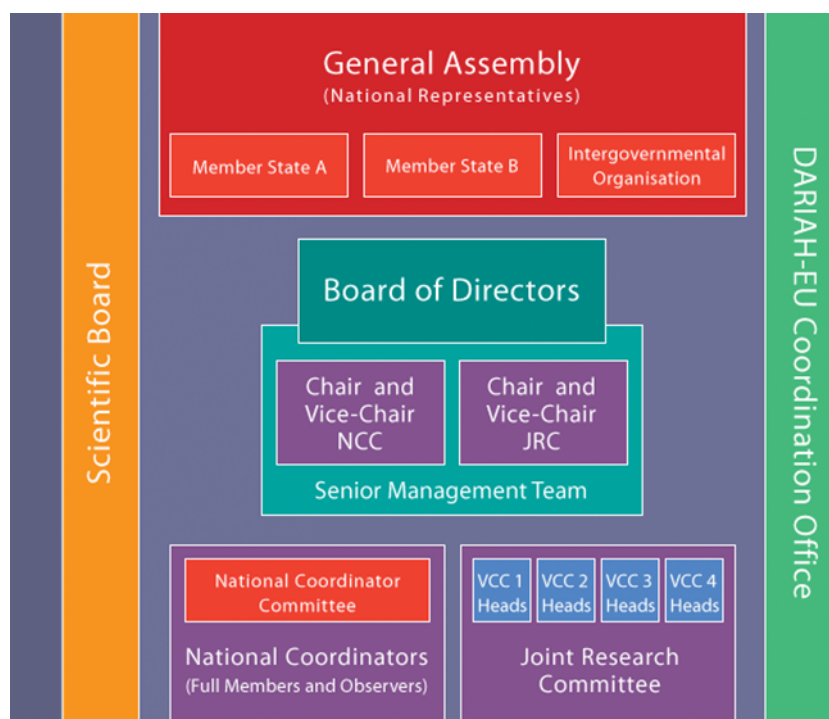 General Assembly
(National Representatives)
Member State A
Member State B
Intergovernmental
Organisation
Scientific Board
DARIAH-EU Coordination Office
Board of Directors
Chair and
Vice-Chair
NCC
Chair and
Vice-Chair
JRC
Senior Management Team
National Coordinator
Committee
National Coordinators
(Full Members and Observers)
VCC 1
Heads
VCC 2
Heads
VCC 3
Heads
VCC 4
Heads
Joint Research
Committee